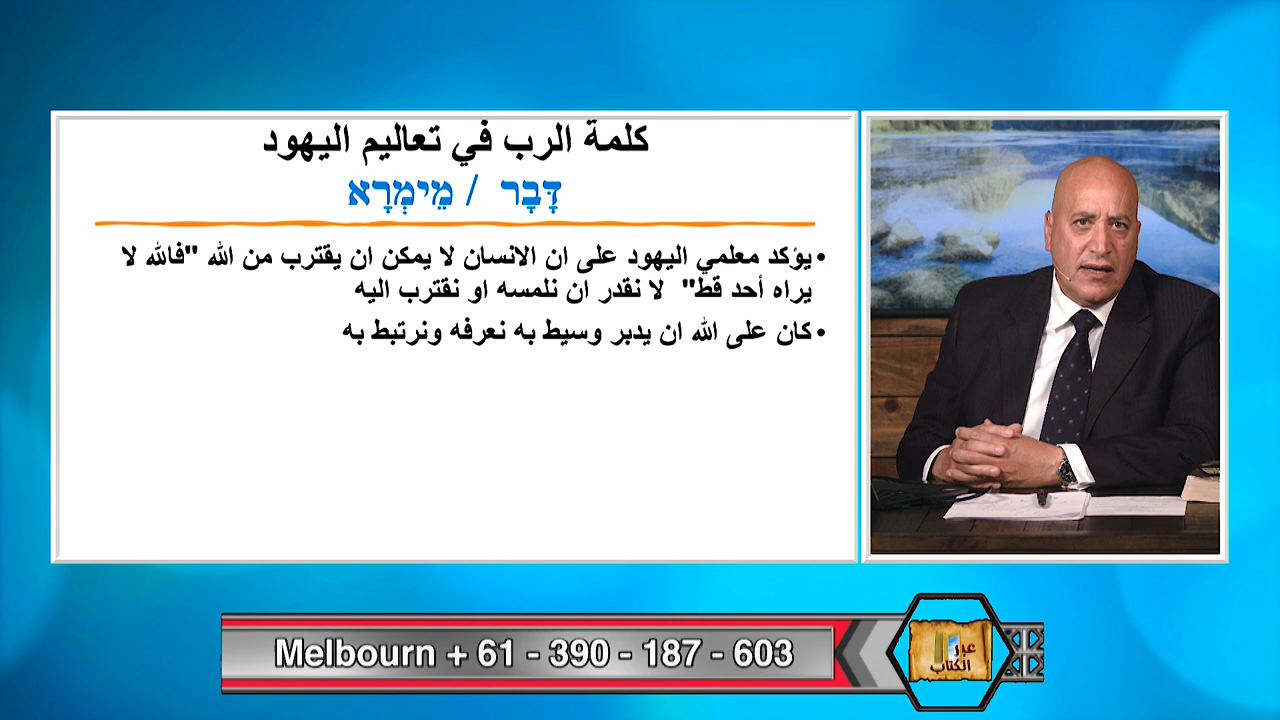 كلمة الرب في تعاليم اليهود
דָּבָר / מֵימְרָא
•يؤكد معلمي اليهود على ان الانسان لا يمكن ان يقترب من الله "فالله لا
يراه أحد قط" لا نقدر ان نلمسه او نقترب اليه
•كان على الله ان يدبر وسيط به نعرفه ونرتبط به
Melbourn + 61 - 390 - 187 - 603
عبر
الكتاب